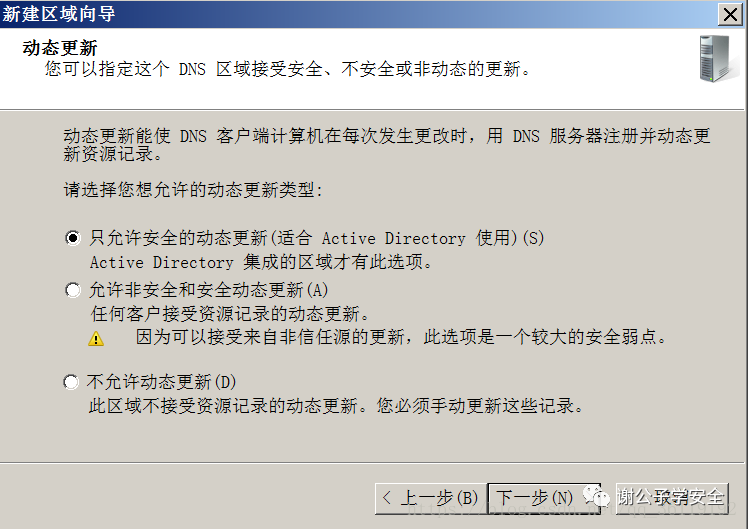 新建区域向导
动态更新
您可以指定这个 DNS 区域接受安全、不安全或非动态的更新。
动态更新能使 DNS 客户端计算机在每次发生更改时，用 DNS 服务器注册并动态更
新资源记录。
请选择您想允许的动态更新类型:
只允许安全的动态更新(适合 Active Directory 使用)(S)
Active Directory 集成的区域才有此选项。
允许非安全和安全动态更新(A)
任何客户接受资源记录的动态更新。
因为可以接受来自非信任源的更新，此选项是一个较大的安全弱点。
不允许动态更新(D)
此区域不接受资源记录的动态更新。您必须手动更新这些记录。
< 上一步(B) 下一步(N) > 取消
谢公子学安全